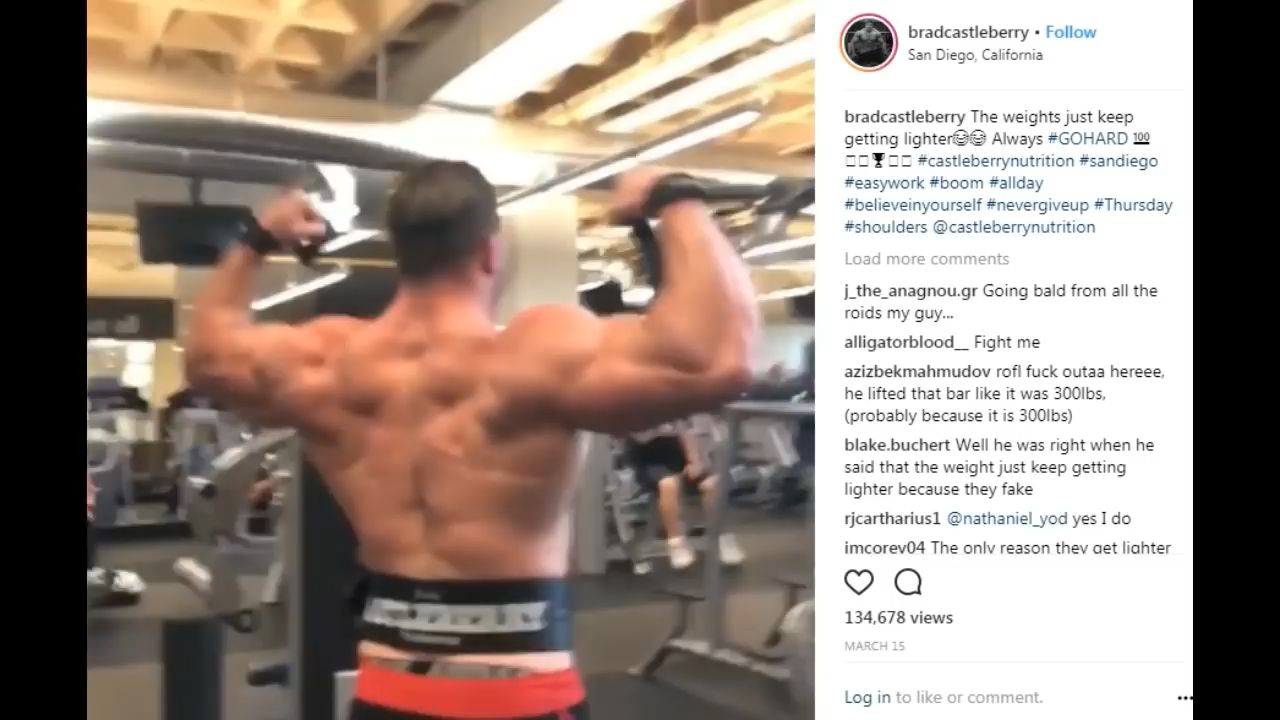 bradcastleberry • Follow
San Diego, California
bradcastleberry The weights just keep
getting lighter😂😂 Always #GOHARD 💯
□□🏆□□ #castleberrynutrition #sandiego
#easywork #boom #allday
#believeinyourself #nevergiveup #Thursday
#shoulders @castleberrynutrition
Load more comments
j_the_anagnou.gr Going bald from all the
roids my guy...
alligatorblood__ Fight me
azizbekmahmudov rofl fuck outaa hereee,
he lifted that bar like it was 300lbs,
(probably because it is 300lbs)
blake.buchert Well he was right when he
said that the weight just keep getting
lighter because they fake
rjcartharius1 @nathaniel_yod yes I do
imcorey04 The only reason they get lighter
134,678 views
MARCH 15
Log in to like or comment.